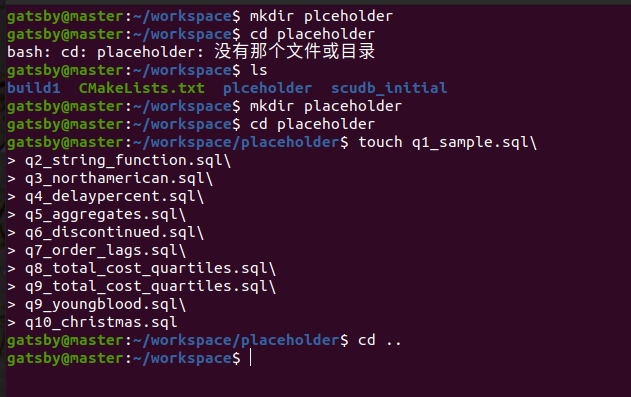 gatsby@master:~/workspace$ mkdir plceholder
gatsby@master:~/workspace$ cd placeholder
bash: cd: placeholder: 没有那个文件或目录
gatsby@master:~/workspace$ ls
build1  CMakeLists.txt  plceholder  scudb_initial
gatsby@master:~/workspace$ mkdir placeholder
gatsby@master:~/workspace$ cd placeholder
gatsby@master:~/workspace/placeholder$ touch q1_sample.sql\
> q2_string_function.sql\
> q3_northamerican.sql\
> q4_delaypercent.sql\
> q5_aggregates.sql\
> q6_discontinued.sql\
> q7_order_lags.sql\
> q8_total_cost_quartiles.sql\
> q9_total_cost_quartiles.sql\
> q9_youngblood.sql\
> q10_christmas.sql
gatsby@master:~/workspace/placeholder$ cd ..
gatsby@master:~/workspace$